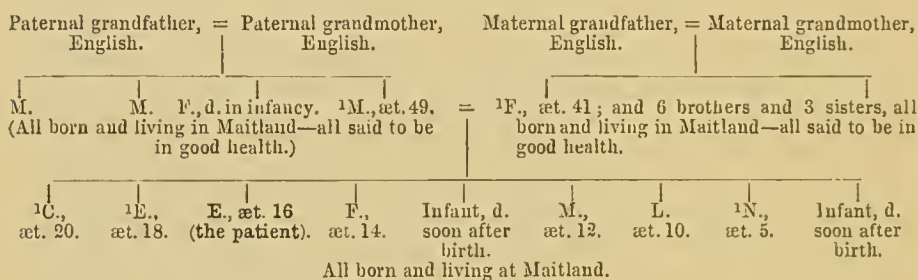 Paternal grandfather, = Paternal grandmother, Maternal grandfather, = Maternal grandmother,
English. English. English. English.
M. M. F., d. in infancy. ¹M., æt. 49. = ¹F., æt. 41; and 6 brothers and 3 sisters, all
(All born and living in Maitland—all said to be born and living in Maitland—all said to be in
in good health.) good health.
¹C., ¹E., E., æt. 16 F., Infant, d. M., L. ¹N., Infant, d.
æt. 20. æt. 18. (the patient). æt. 14. soon after æt. 12. æt. 10. æt. 5. soon after
birth. birth.
All born and living at Maitland.